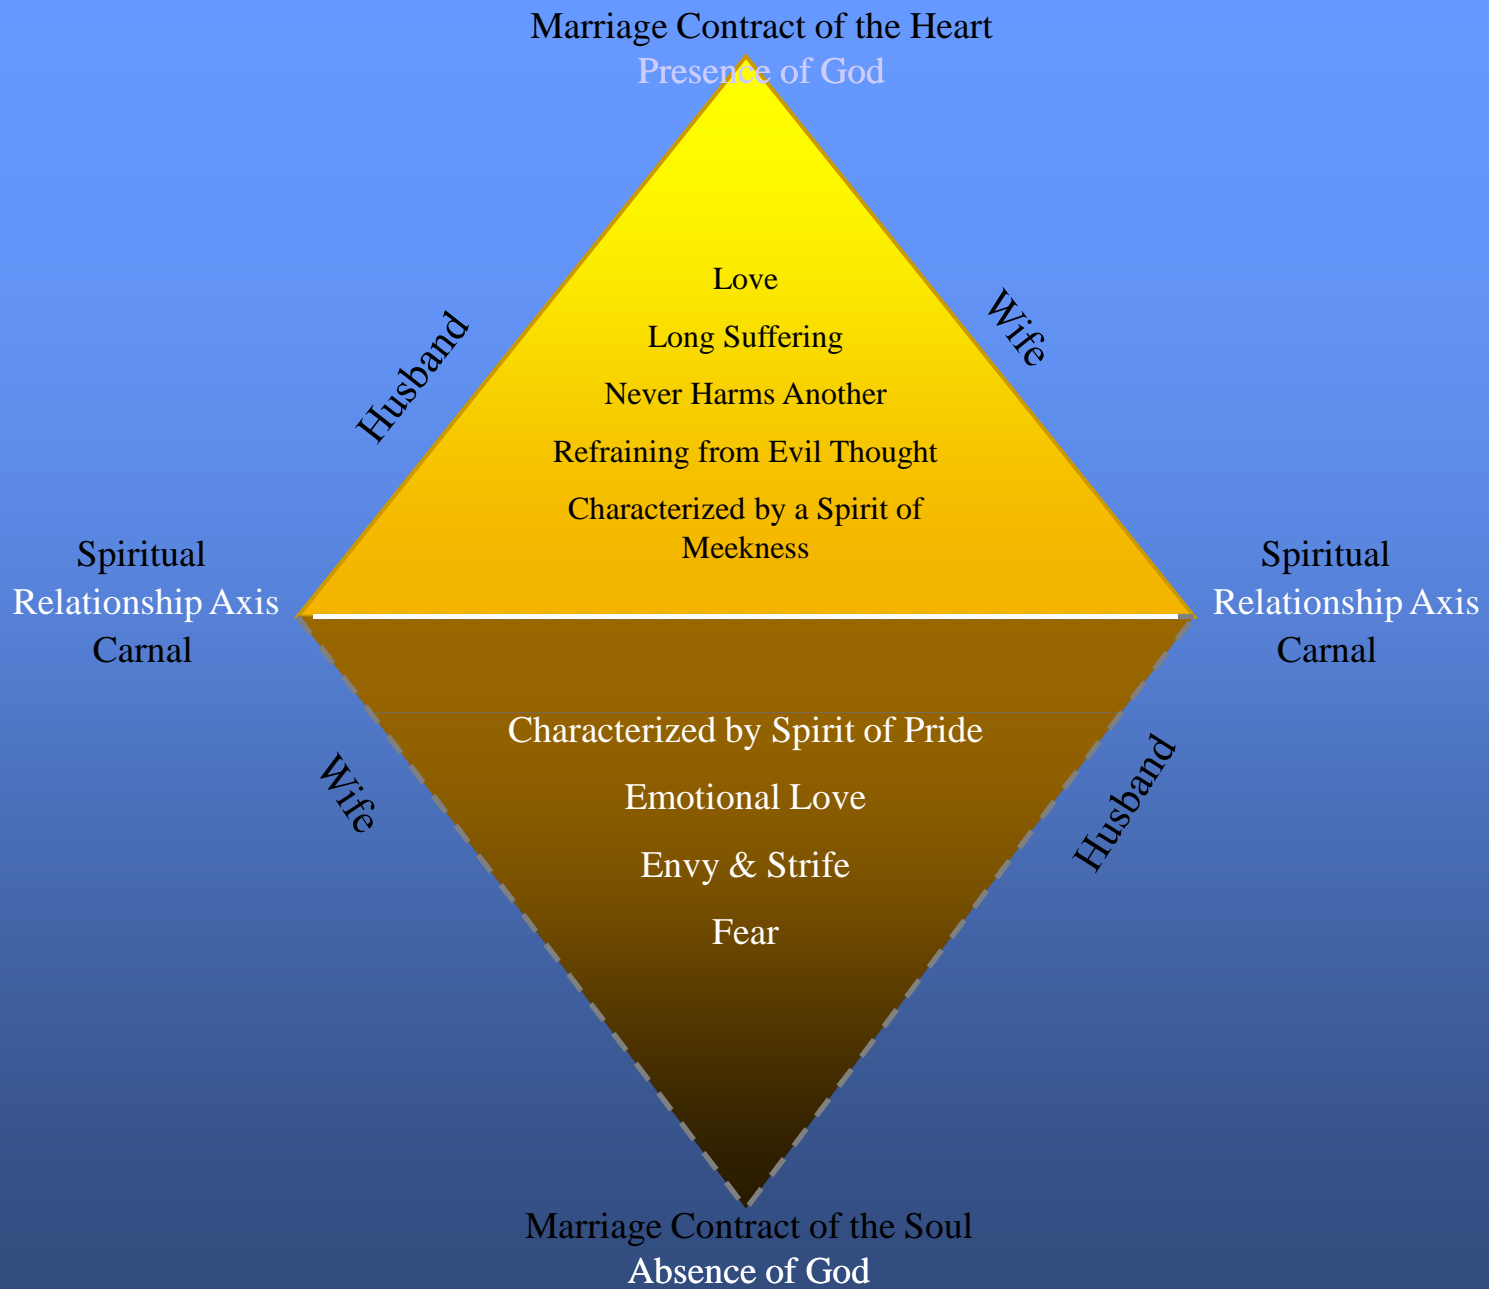 Marriage Contract of the Heart
Presence of God
Love
Long Suffering
Husband
Wife
Never Harms Another
Refraining from Evil Thought
Characterized by a Spirit of
Meekness
Spiritual
Relationship Axis
Carnal
Spiritual
Relationship Axis
Carnal
Characterized by Spirit of Pride
Wife
Husband
Emotional Love
Envy & Strife
Fear
Marriage Contract of the Soul
Absence of God